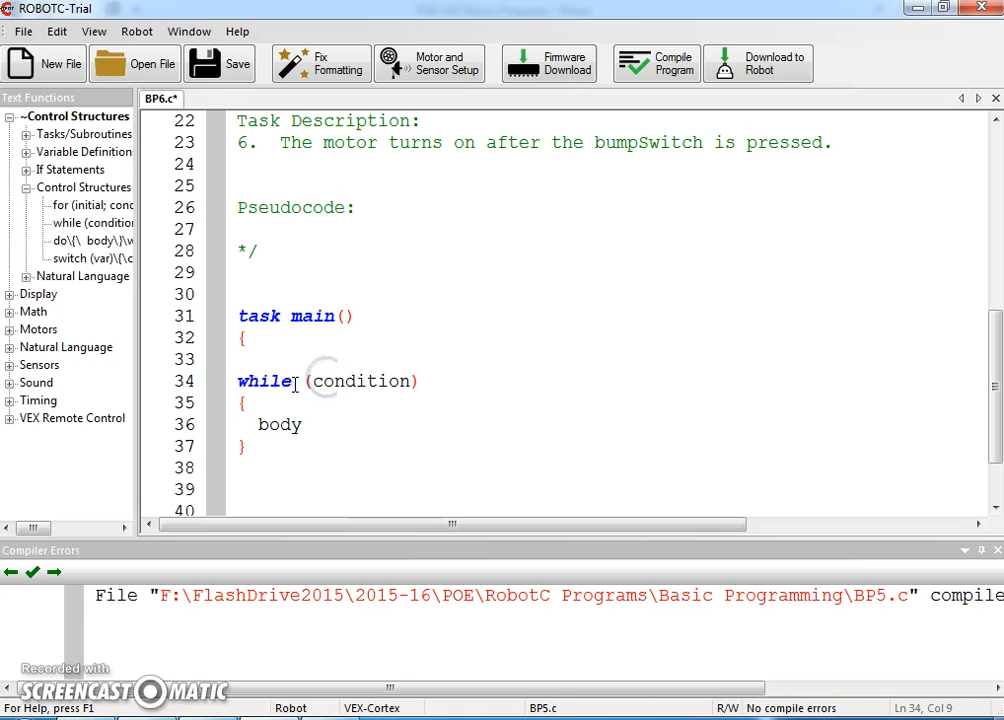 ROBOTC-Trial
File Edit View Robot Window Help
New File Open File Save Fix Formatting Motor and Sensor Setup Firmware Download Compile Program Download to Robot
Text Functions
~Control Structures
Tasks/Subroutines
Variable Definition
If Statements
Control Structures
for (initial; conc
while (conditior
do\{\ body\}\w
switch (var)\{\c
Natural Language
Display
Math
Motors
Natural Language
Sensors
Sound
Timing
VEX Remote Control
BP6.c*
22 Task Description:
23 6. The motor turns on after the bumpSwitch is pressed.
24
25
26 Pseudocode:
27
28 */
29
30
31 task main()
32 {
33
34 while (condition)
35 {
36 body
37 }
38
39
40
Compiler Errors
File "F:\FlashDrive2015\2015-16\POE\RobotC Programs\Basic Programming\BP5.c" compile
Recorded with
SCREENCAST MATIC
For Help, press F1 Robot VEX-Cortex BP5.c R/W No compile errors Ln 34, Col 9